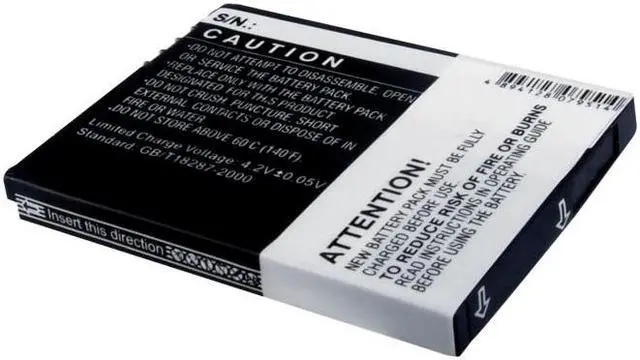 S/N.:
CAUTION
•DO NOT ATTEMPT TO DISASSEMBLE, OPEN
OR SERVICE THE BATTERY PACK
•REPLACE ONLY WITH THE BATTERY PACK
DESIGNED FOR THIS PRODUCT
•DO NOT CRUSH PUNCTURE, SHORT
EXTERNAL CONTACTS OR DISPOSE OF IN
FIRE OR WATER
•DO NOT STORE ABOVE 60℃ (140℉).
Limited Charge Voltage: 4.2V±0.05V
Standard: GB/T18287-2000
Insert this direction
4 894128 079514
ATTENTION!
NEW BATTERY PACK MUST BE FULLY
CHARGED BEFORE USE.
TO REDUCE RISK OF FIRE OR BURNS
READ INSTRUCTIONS IN OPERATING GUIDE
BEFORE USING THE BATTERY.